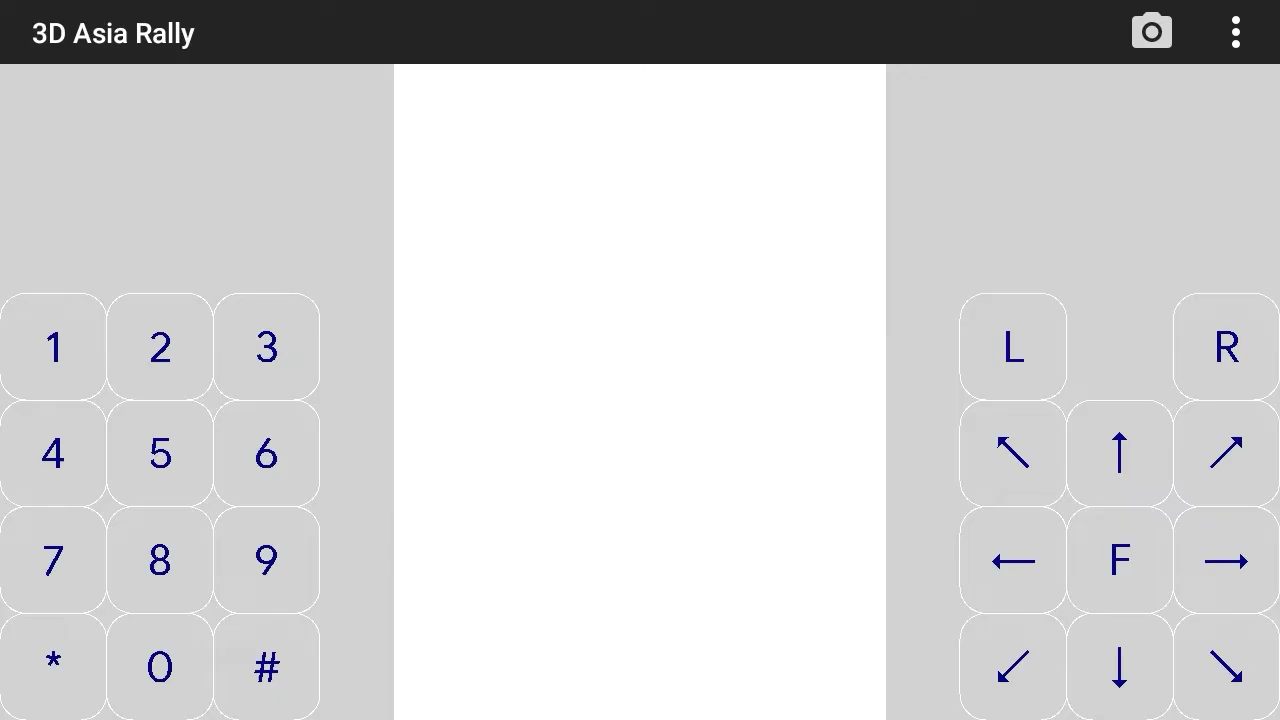 3D Asia Rally
1 2 3 L R
4 5 6 ↖ ↑ ↗
7 8 9 ← F →
* 0 # ↙ ↓ ↘